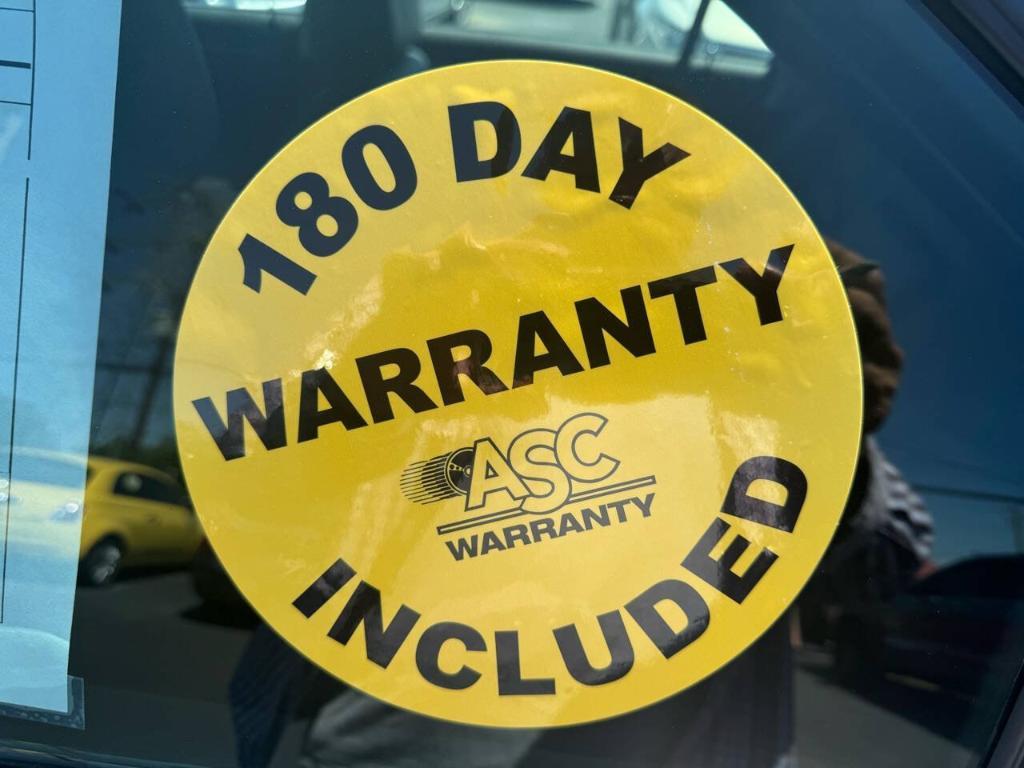 180 DAY
WARRANTY
ASC
WARRANTY
INCLUDED